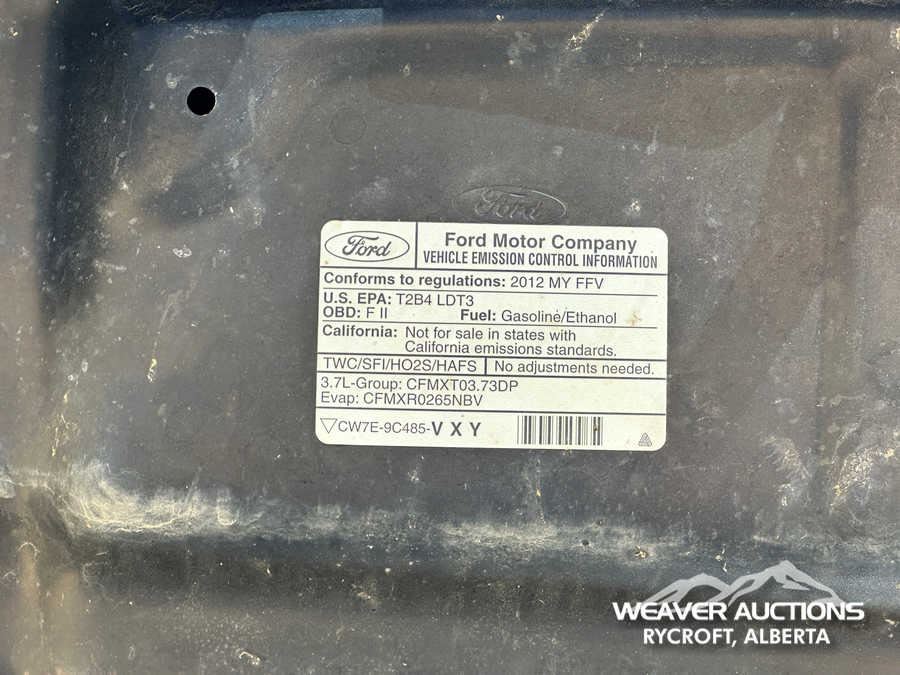 Ford
Ford
Ford Motor Company
VEHICLE EMISSION CONTROL INFORMATION
Conforms to regulations: 2012 MY FFV
U.S. EPA: T2B4 LDT3
OBD: F II Fuel: Gasoline/Ethanol
California: Not for sale in states with
California emissions standards.
TWC/SFI/HO2S/HAFS No adjustments needed.
3.7L-Group: CFMXT03.73DP
Evap: CFMXR0265NBV
CW7E-9C485-V X Y
WEAVER AUCTIONS
RYCROFT, ALBERTA